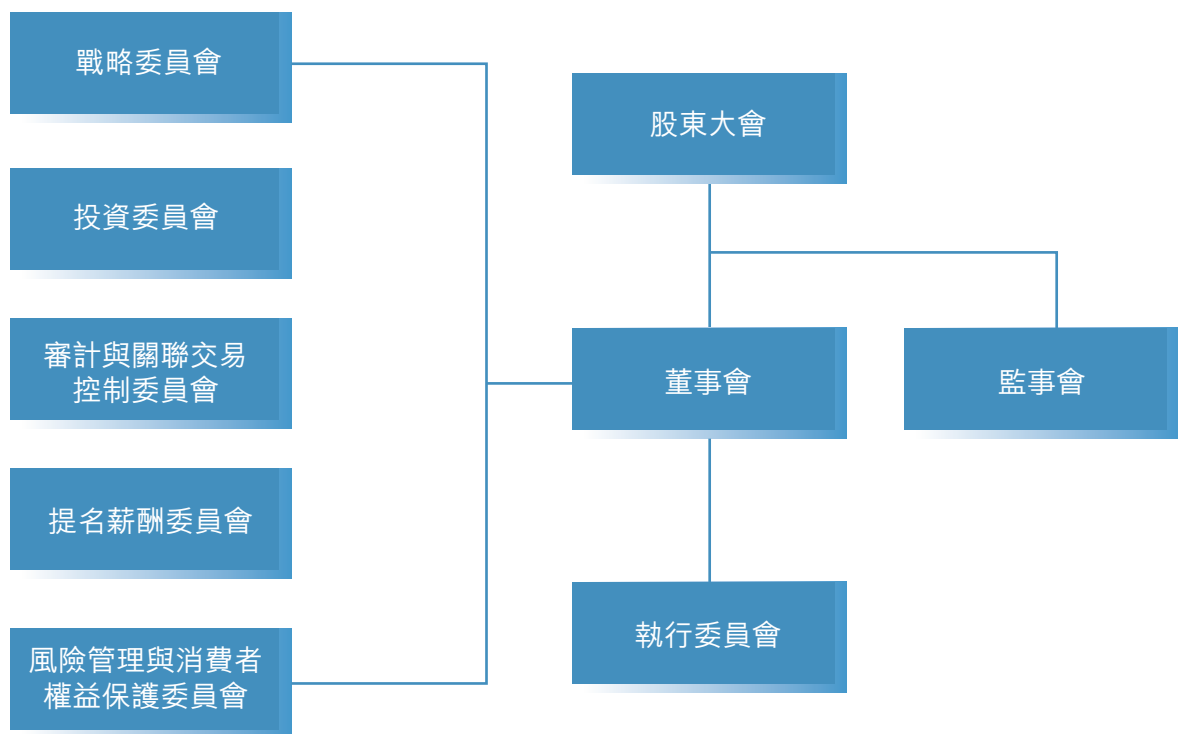 戰略委員會
投資委員會
審計與關聯交易
控制委員會
提名薪酬委員會
風險管理與消費者
權益保護委員會
股東大會
董事會
監事會
執行委員會